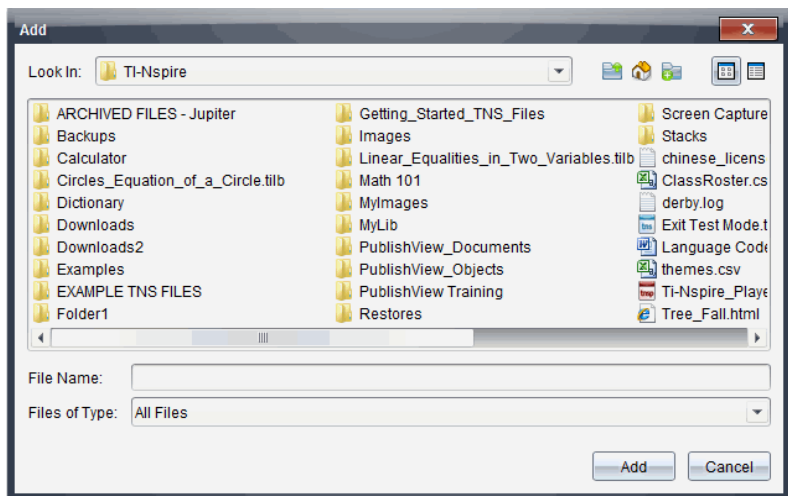 Add
Look In: TI-Nspire
ARCHIVED FILES - Jupiter
Backups
Calculator
Circles_Equation_of_a_Circle.tilb
Dictionary
Downloads
Downloads2
Examples
EXAMPLE TNS FILES
Folder1
Getting_Started_TNS_Files
Images
Linear_Equalities_in_Two_Variables.tilb
Math 101
MyImages
MyLib
PublishView_Documents
PublishView_Objects
PublishView Training
Restores
Screen Capture
Stacks
chinese_licens
ClassRoster.cs
derby.log
Exit Test Mode.t
Language Code
themes.csv
Ti-Nspire_Playe
Tree_Fall.html
File Name:
Files of Type: All Files
Add Cancel